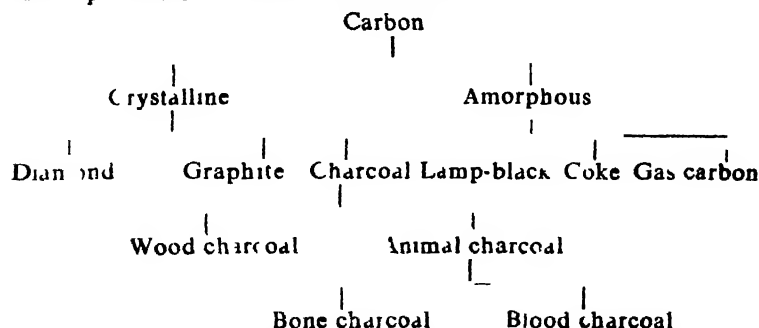 Carbon
Crystalline Amorphous
Diamond Graphite Charcoal Lamp-black Coke Gas carbon
Wood charcoal Animal charcoal
Bone charcoal Blood charcoal